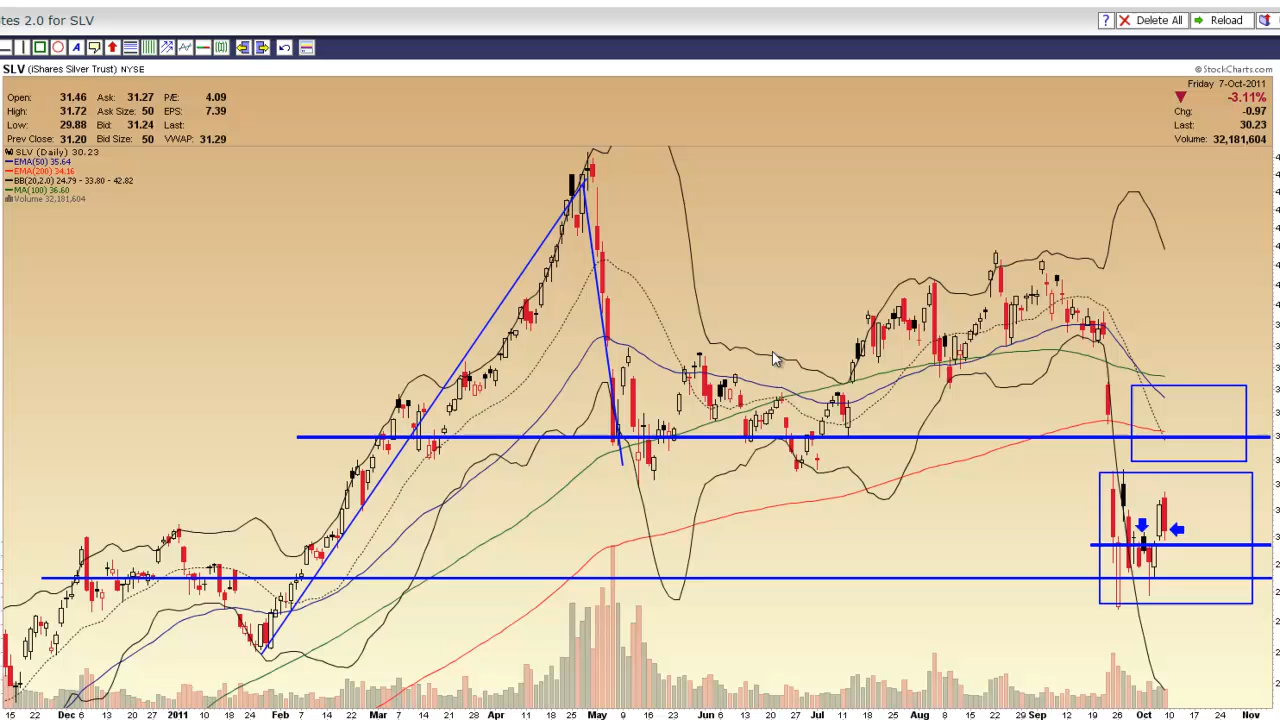 tes 2.0 for SLV
? Delete All Reload
A
SLV (iShares Silver Trust) NYSE
© StockCharts.com
Friday 7-Oct-2011
Open: 31.46 Ask: 31.27 P/E: 4.09
-3.11%
High: 31.72 Ask Size: 50 EPS: 7.39
Chg: -0.97
Low: 29.88 Bid: 31.24 Last:
Last: 30.23
Prev Close: 31.20 Bid Size: 50 VWAP: 31.29
Volume: 32,181,604
SLV (Daily) 30.23
EMA(50) 35.64
EMA(200) 34.16
BB(20,2.0) 24.79 - 33.80 - 42.82
MA(100) 36.60
Volume 32,181,604
15 22 Dec 6 13 20 27 2011 10 18 24 Feb 7 14 22 Mar 7 14 21 28 Apr 11 18 25 May 9 16 23 Jun 6 13 20 27 Jul 11 18 25 Aug 8 15 22 Sep 12 19 26 Oct 10 17 24 Nov